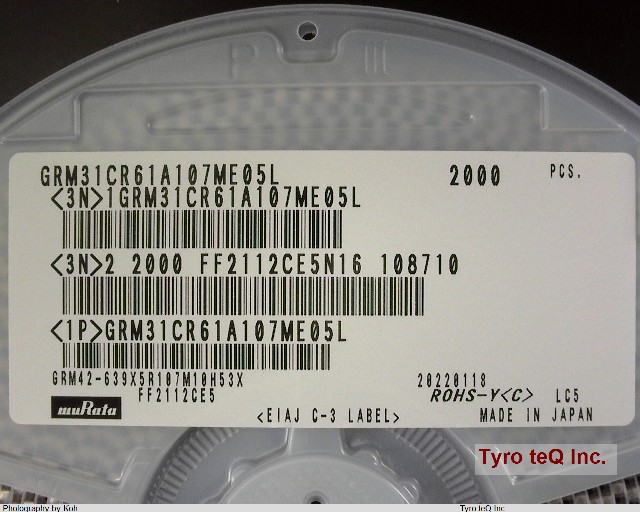 P
GRM31CR61A107ME05L 2000 PCS.
<3N>1GRM31CR61A107ME05L
<3N>2 2000 FF2112CE5N16 108710
<1P>GRM31CR61A107ME05L
GRM42-639X5R107M10H53X 20220118
FF2112CE5 ROHS-Y<C> LC5
muRata <EIAJ C-3 LABEL> MADE IN JAPAN
Tyro teQ Inc.
Photography by Koh Tyro teQ Inc